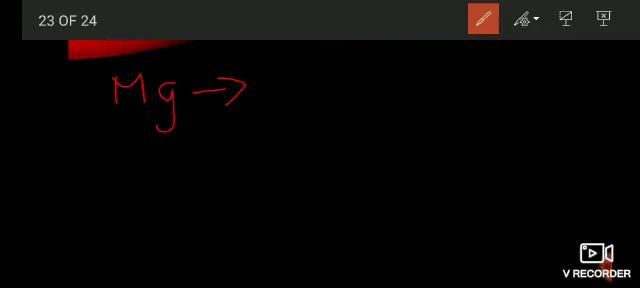 23 OF 24
Mg →
V RECORDER